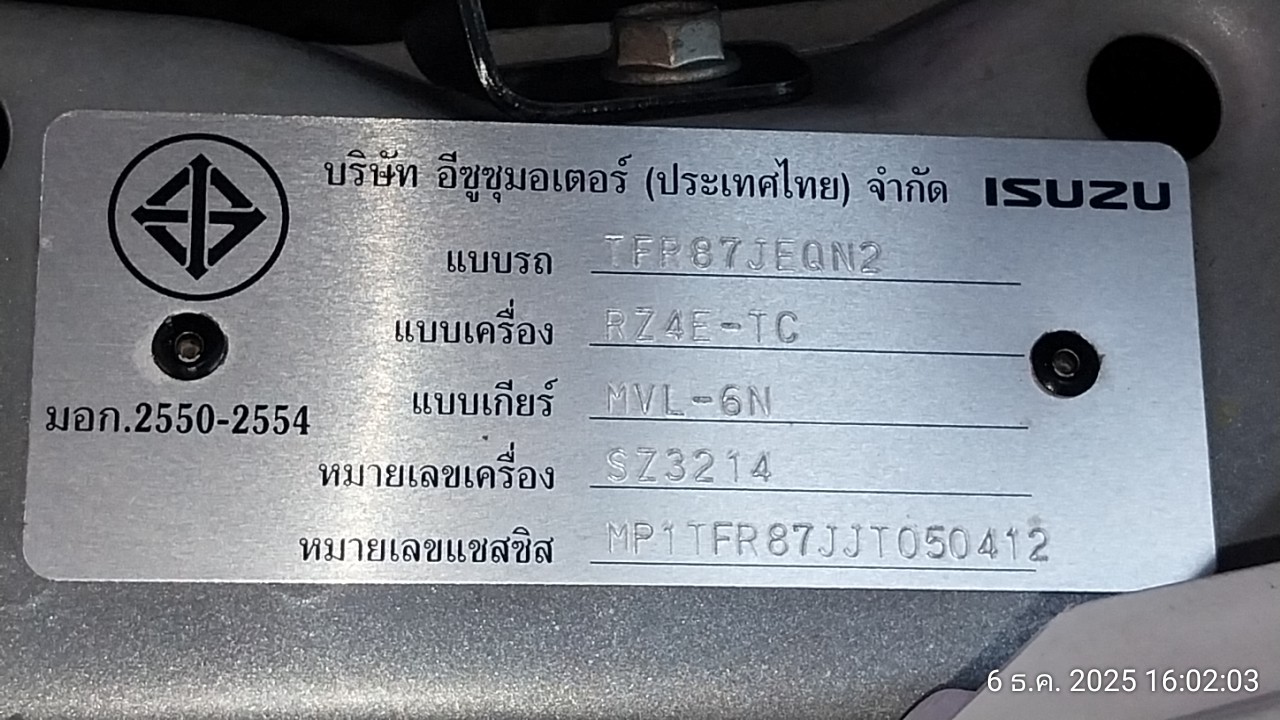 บริษัท อีซูซุมอเตอร์ (ประเทศไทย) จำกัด ISUZU
แบบรถ TFR87JEQN2
แบบเครื่อง RZ4E-TC
แบบเกียร์ MVL-6N
มอก.2550-2554
หมายเลขเครื่อง SZ3214
หมายเลขแชสซิส MP1TFR87JJT050412
6 ธ.ค. 2025 16:02:03